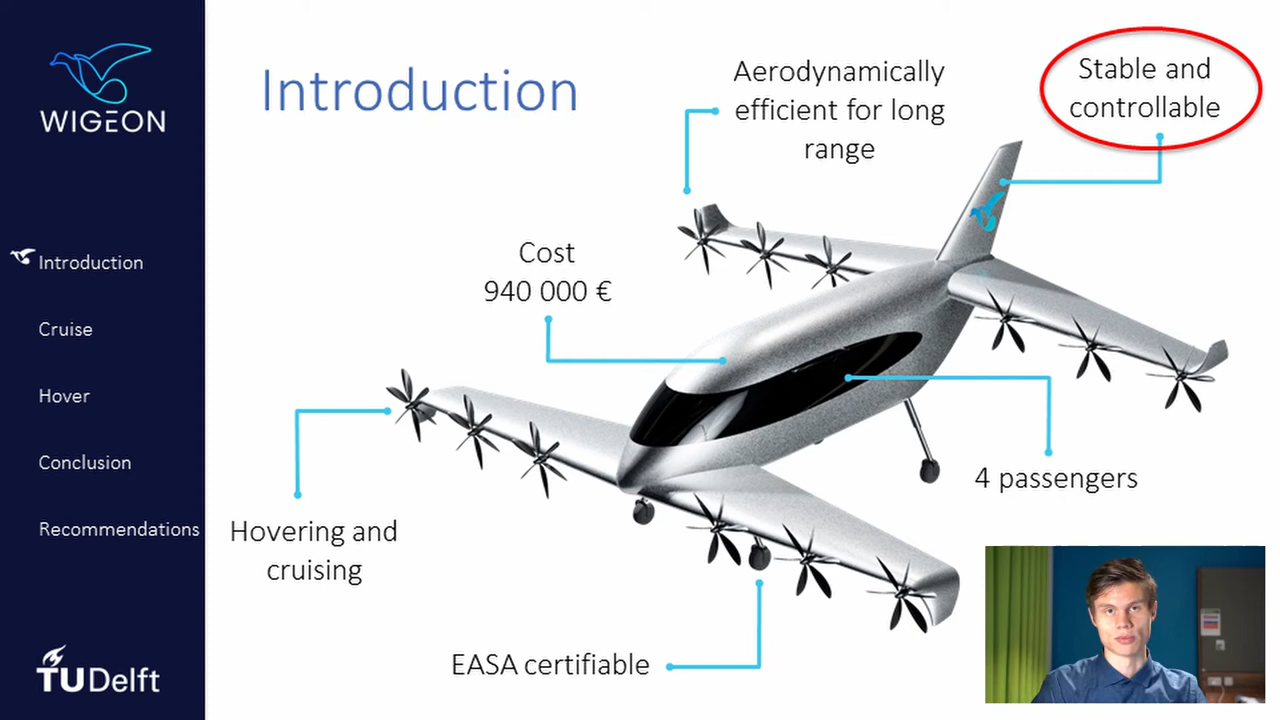 WIGEON
Introduction
Cruise
Hover
Conclusion
Recommendations
TUDelft
Introduction
Aerodynamically
efficient for long
range
Stable and
controllable
Cost
940 000 €
4 passengers
Hovering and
cruising
EASA certifiable